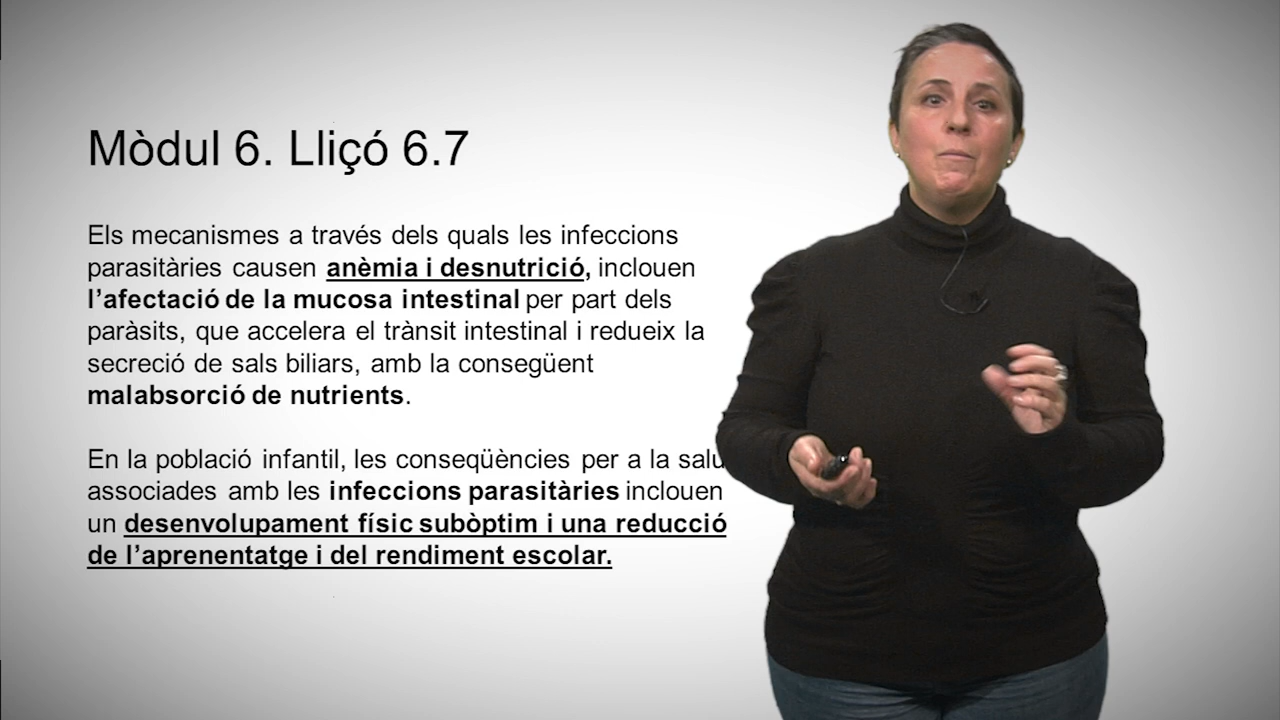 Mòdul 6. Lliçó 6.7
Els mecanismes a través dels quals les infeccions
parasitàries causen anèmia i desnutrició, inclouen
l’afectació de la mucosa intestinal per part dels
paràsits, que accelera el trànsit intestinal i redueix la
secreció de sals biliars, amb la consegüent
malabsorció de nutrients.
En la població infantil, les conseqüències per a la salu
associades amb les infeccions parasitàries inclouen
un desenvolupament físic subòptim i una reducció
de l’aprenentatge i del rendiment escolar.